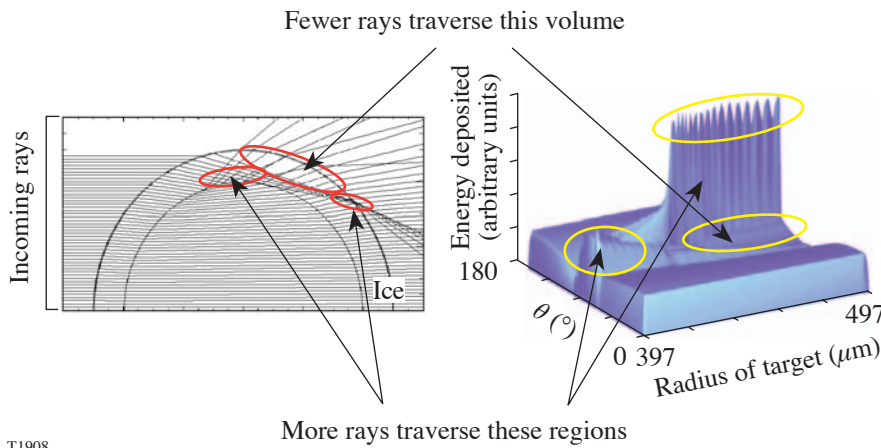 Fewer rays traverse this volume
Incoming rays
Ice
Energy deposited
(arbitrary units)
180
θ (°)
0
397
497
Radius of target (μm)
More rays traverse these regions
T1908